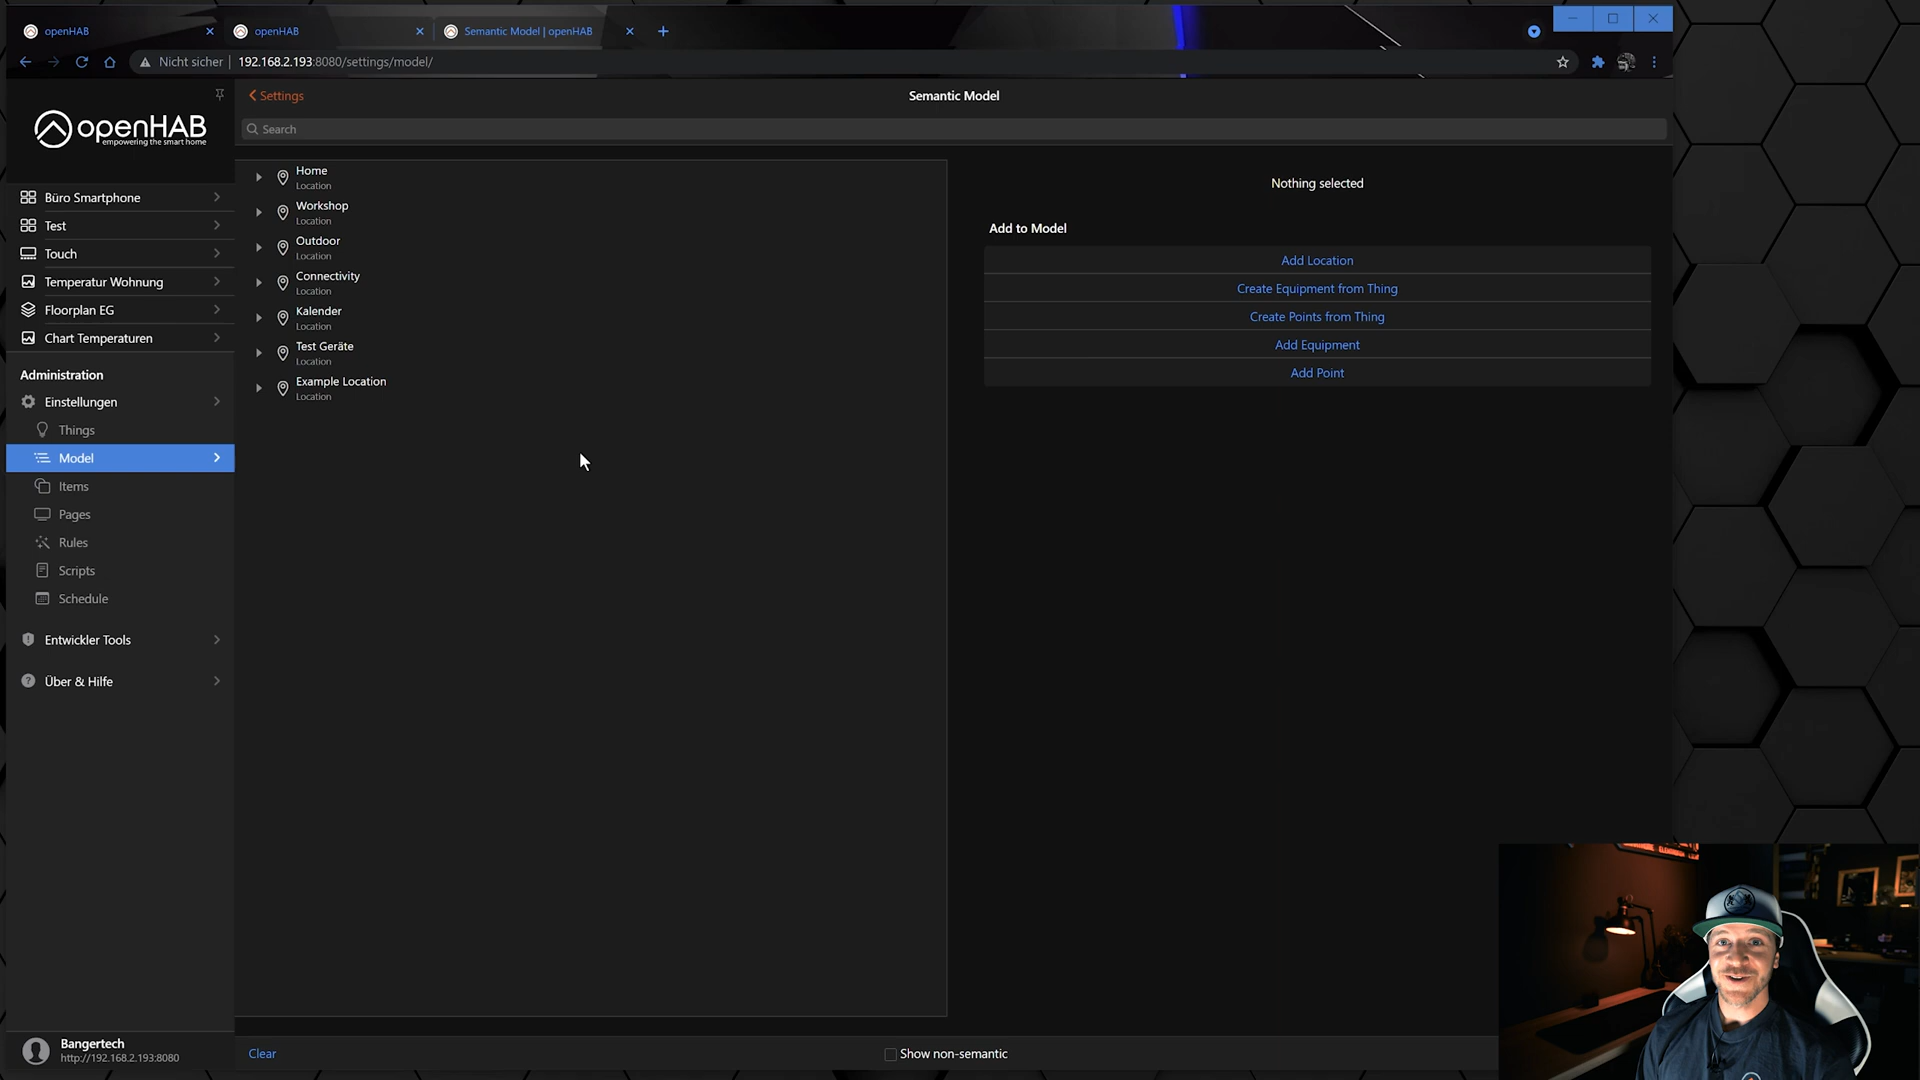 openHAB
openHAB
Semantic Model | openHAB
Nicht sicher
192.168.2.193:8080/settings/model/
openHAB
empowering the smart home
Büro Smartphone
Test
Touch
Temperatur Wohnung
Floorplan EG
Chart Temperaturen
Administration
Einstellungen
Things
Model
Items
Pages
Rules
Scripts
Schedule
Entwickler Tools
Über & Hilfe
Bangertech
http://192.168.2.193:8080
Settings
Semantic Model
Search
Home
Location
Workshop
Location
Outdoor
Location
Connectivity
Location
Kalender
Location
Test Geräte
Location
Example Location
Location
Nothing selected
Add to Model
Add Location
Create Equipment from Thing
Create Points from Thing
Add Equipment
Add Point
Clear
Show non-semantic